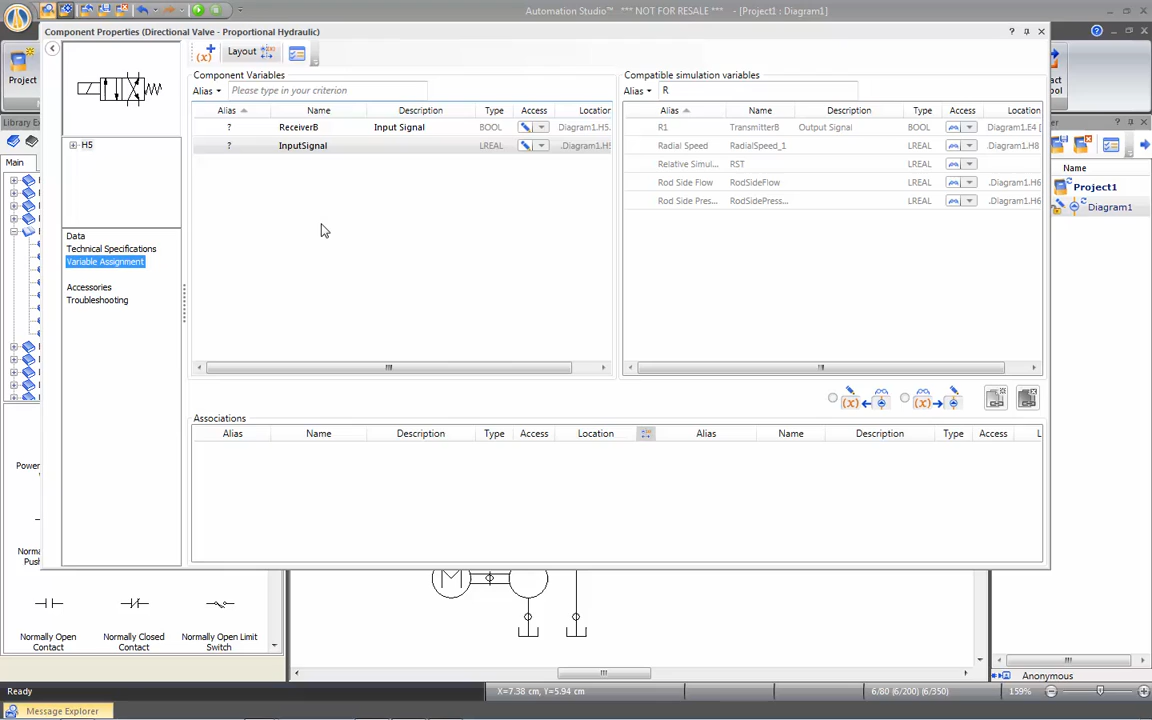 Automation Studio™ *** NOT FOR RESALE *** - [Project1 : Diagram1]
Component Properties (Directional Valve - Proportional Hydraulic)
Project
Library
Main
H5
Data
Technical Specifications
Variable Assignment
Accessories
Troubleshooting
Layout
Component Variables
Alias
Please type in your criterion
Alias Name Description Type Access Location
? ReceiverB Input Signal BOOL Diagram1.H5.
? InputSignal LREAL .Diagram1.H5
Compatible simulation variables
Alias R
Alias Name Description Type Access Location
R1 TransmitterB Output Signal BOOL Diagram1.E4 [
Radial Speed RadialSpeed_1 LREAL .Diagram1.H8
Relative Simul... RST LREAL
Rod Side Flow RodSideFlow LREAL .Diagram1.H6
Rod Side Pres... RodSidePress... LREAL .Diagram1.H6
Associations
Alias Name Description Type Access Location Alias Name Description Type Access L
Name
Project1
Diagram1
Normally Open Contact
Normally Closed Contact
Normally Open Limit Switch
Anonymous
Ready
X=7.38 cm, Y=5.94 cm
6/80 (6/200) (6/350)
159%
Message Explorer